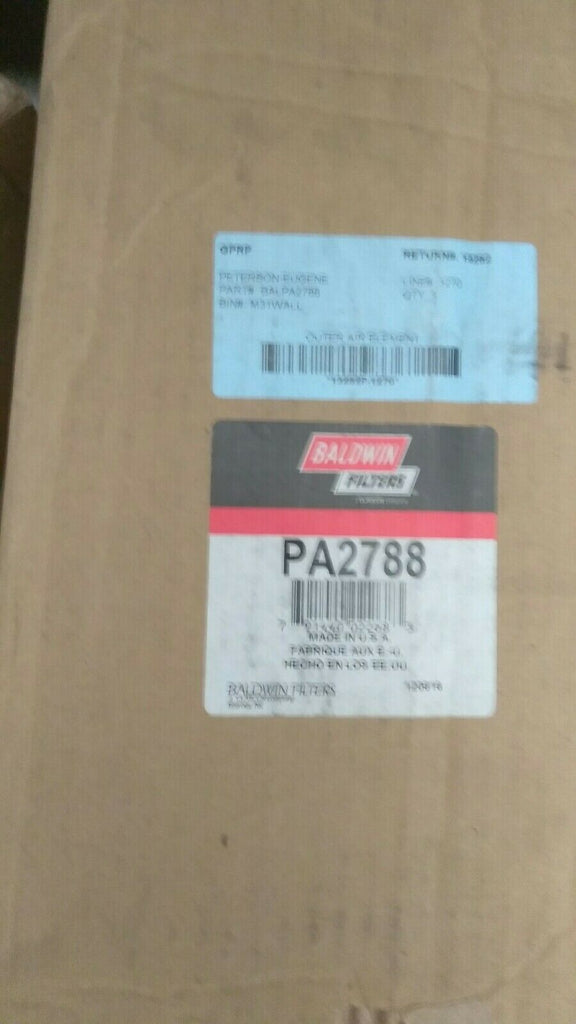 GPRP RETURN#:
PETERSON EUGENE LINE#: 1270
PART#: BALPA2788 QTY:
BIN#: M31WALL
OUTER AIR ELEMENT
BALDWIN
FILTERS
PA2788
MADE IN U.S.A.
FABRIQUE AUX E.-U.
HECHO EN LOS EE.UU.
BALDWIN FILTERS